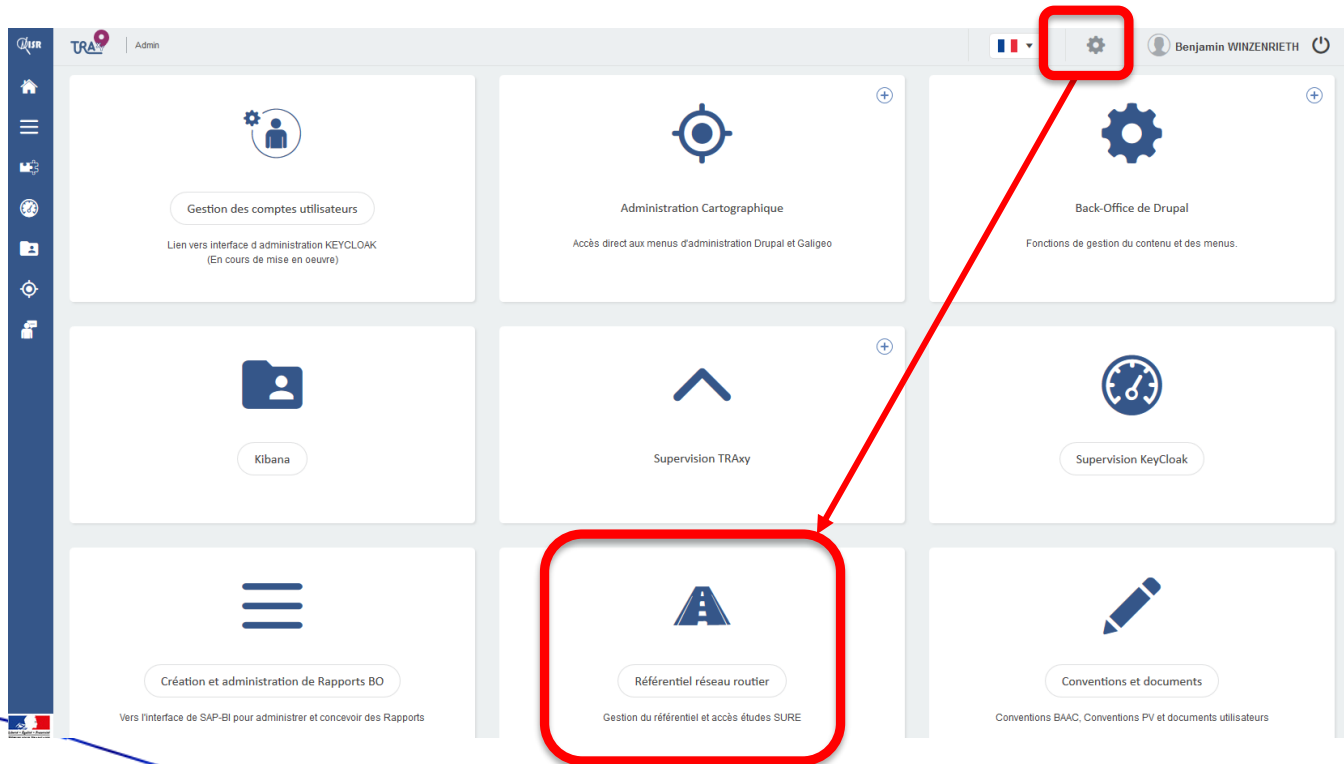 ONISR
TRAxy
Admin
Benjamin WINZENRIETH
Gestion des comptes utilisateurs
Lien vers interface d administration KEYCLOAK
(En cours de mise en oeuvre)
Administration Cartographique
Accès direct aux menus d'administration Drupal et Galigeo
Back-Office de Drupal
Fonctions de gestion du contenu et des menus.
Kibana
Supervision TRAxy
Supervision KeyCloak
Création et administration de Rapports BO
Vers l'interface de SAP-BI pour administrer et concevoir des Rapports
Référentiel réseau routier
Gestion du référentiel et accès études SURE
Conventions et documents
Conventions BAAC, Conventions PV et documents utilisateurs